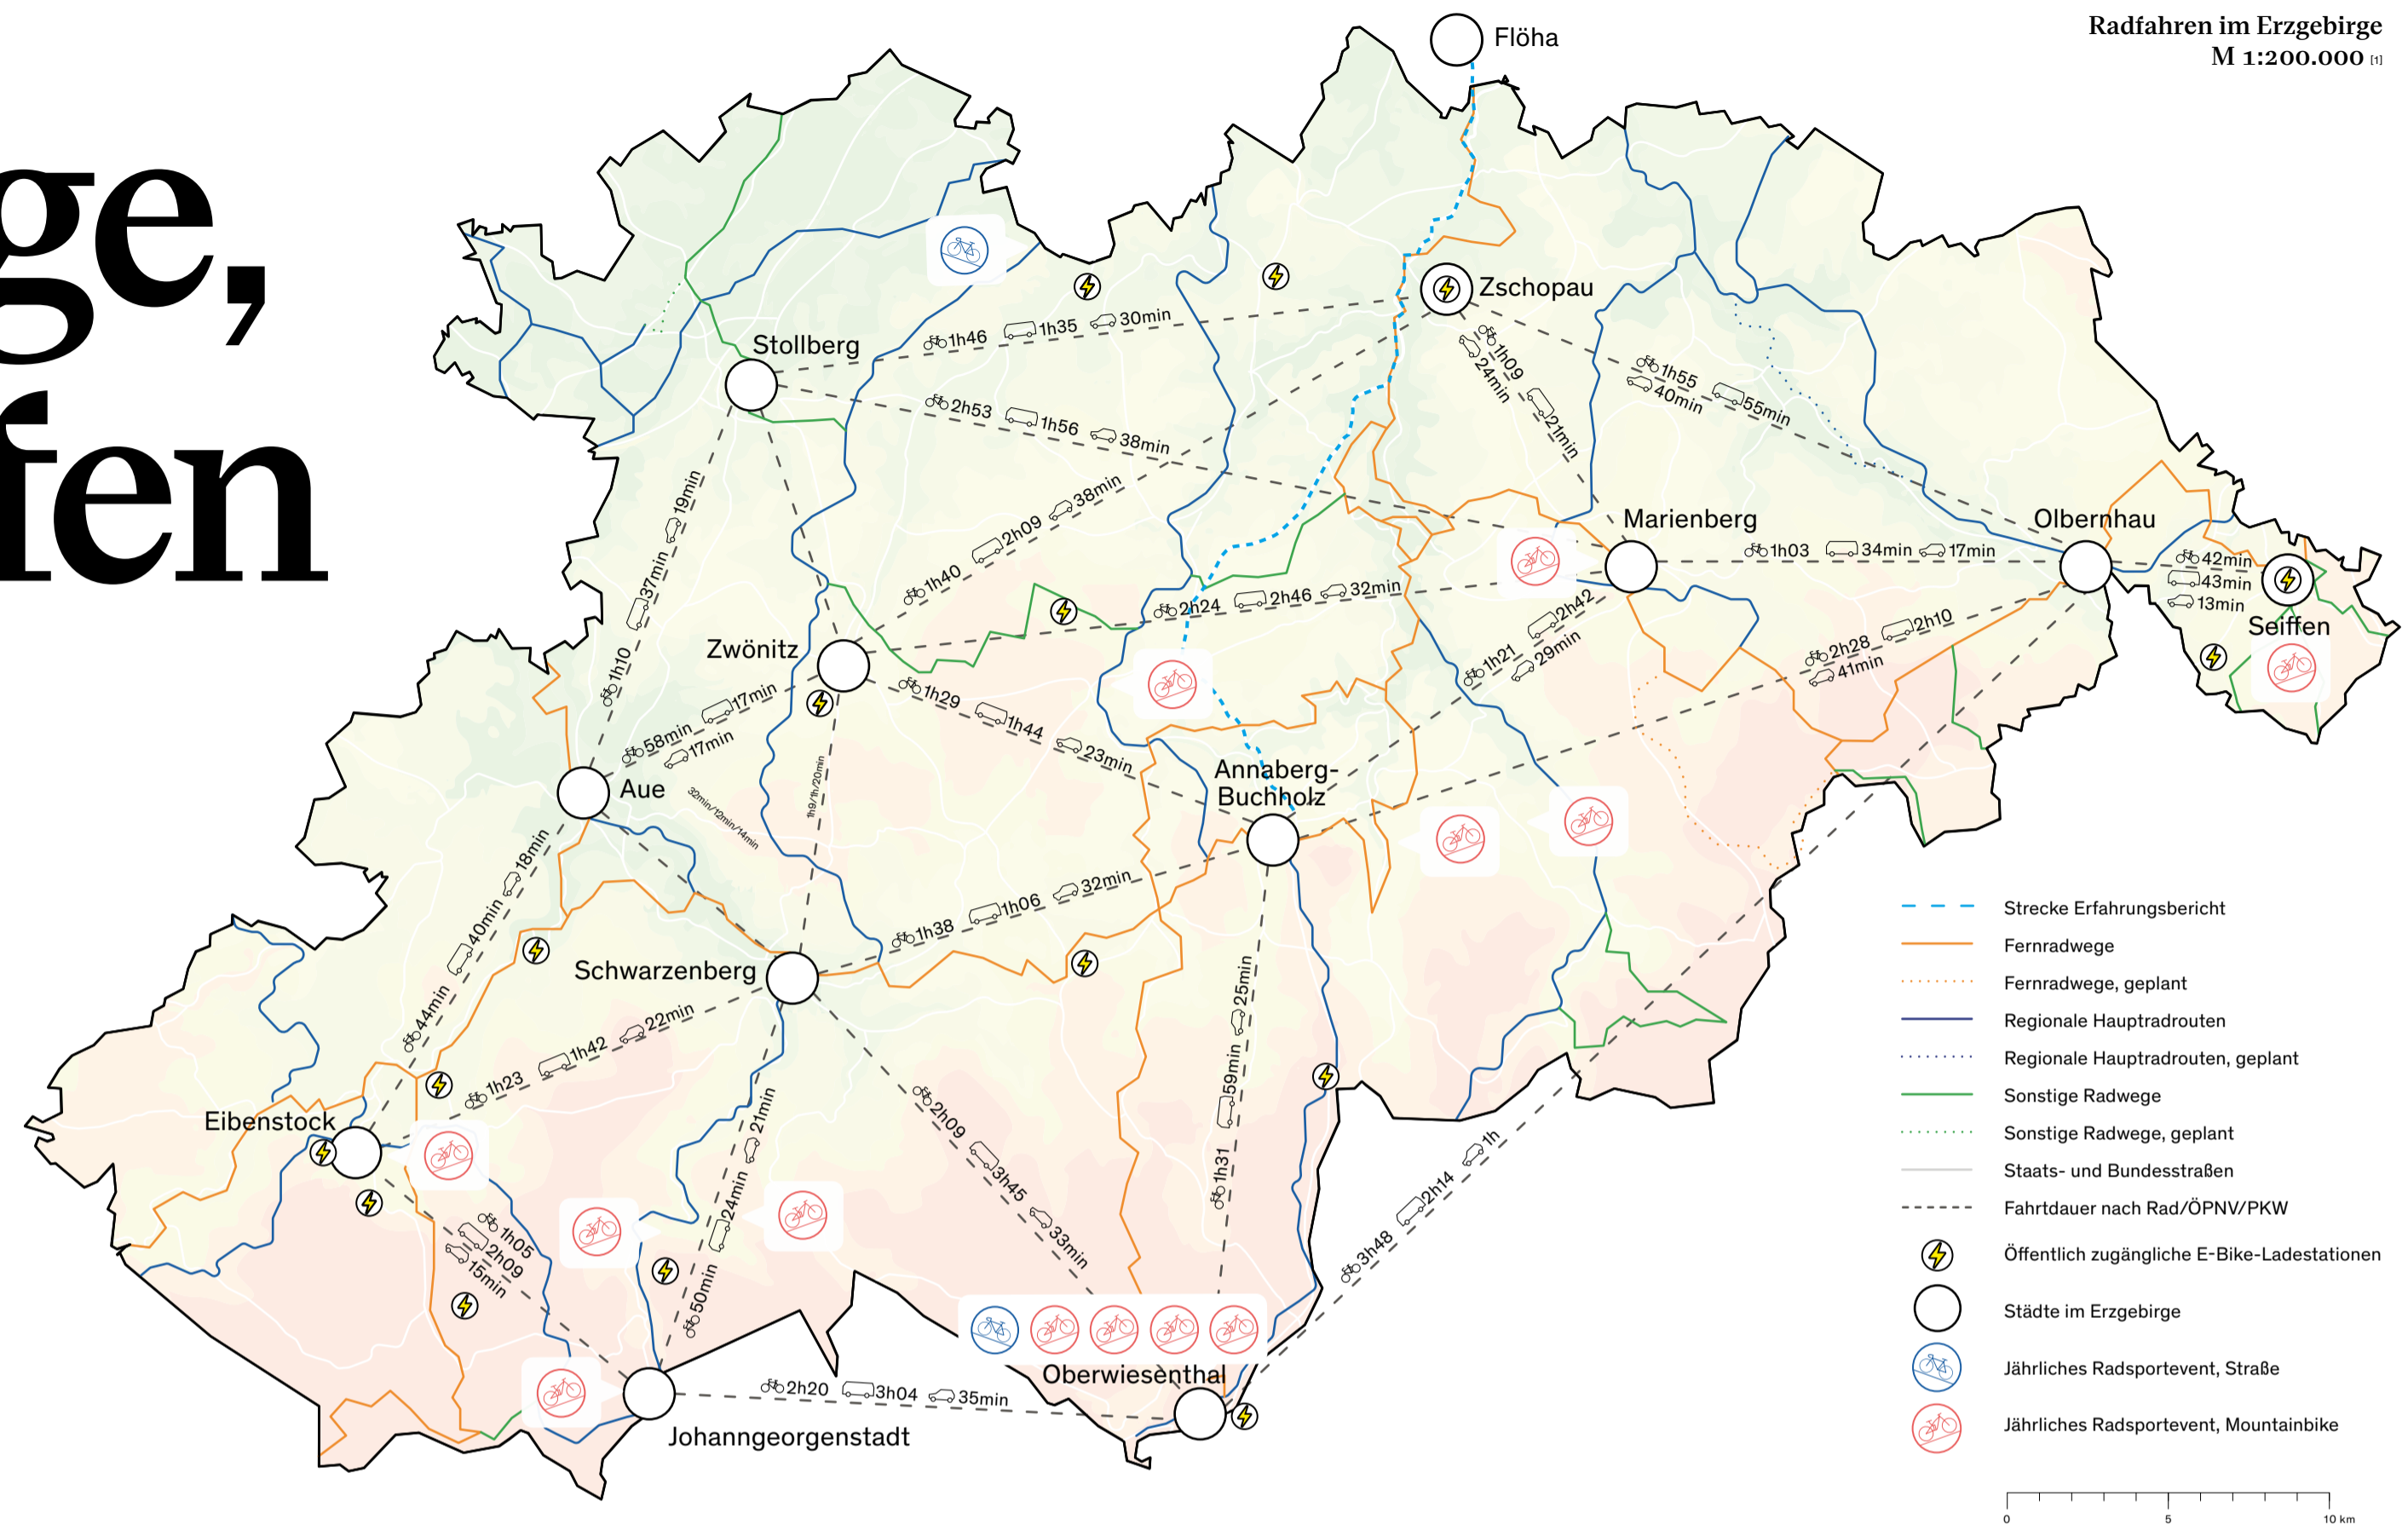 ge,
fen
Radfahren im Erzgebirge
M 1:200.000 [1]
Flöha
Zschopau
Stollberg
1h46 1h35 30min
2h53 1h56 38min
1h09
24min
21min
1h55
40min
55min
Marienberg
Olbernhau
1h03 34min 17min
42min
43min
13min
Seiffen
19min
37min
1h10
1h40 2h09 38min
2h24 2h46 32min
Zwönitz
58min 17min
17min
1h29 1h44 23min
1h21 2h42
29min
2h28 2h10
41min
Aue
32min/12min/14min
1h9/1h/20min
Annaberg-
Buchholz
44min 40min 18min
1h38 1h06 32min
Schwarzenberg
1h23 1h42 22min
Eibenstock
2h09 3h45 33min
1h31 59min 25min
50min 24min 21min
1h05
2h09
15min
3h48 2h14 1h
Oberwiesenthal
2h20 3h04 35min
Johanngeorgenstadt
Strecke Erfahrungsbericht
Fernradwege
Fernradwege, geplant
Regionale Hauptradrouten
Regionale Hauptradrouten, geplant
Sonstige Radwege
Sonstige Radwege, geplant
Staats- und Bundesstraßen
Fahrtdauer nach Rad/ÖPNV/PKW
Öffentlich zugängliche E-Bike-Ladestationen
Städte im Erzgebirge
Jährliches Radsportevent, Straße
Jährliches Radsportevent, Mountainbike
0 5 10 km